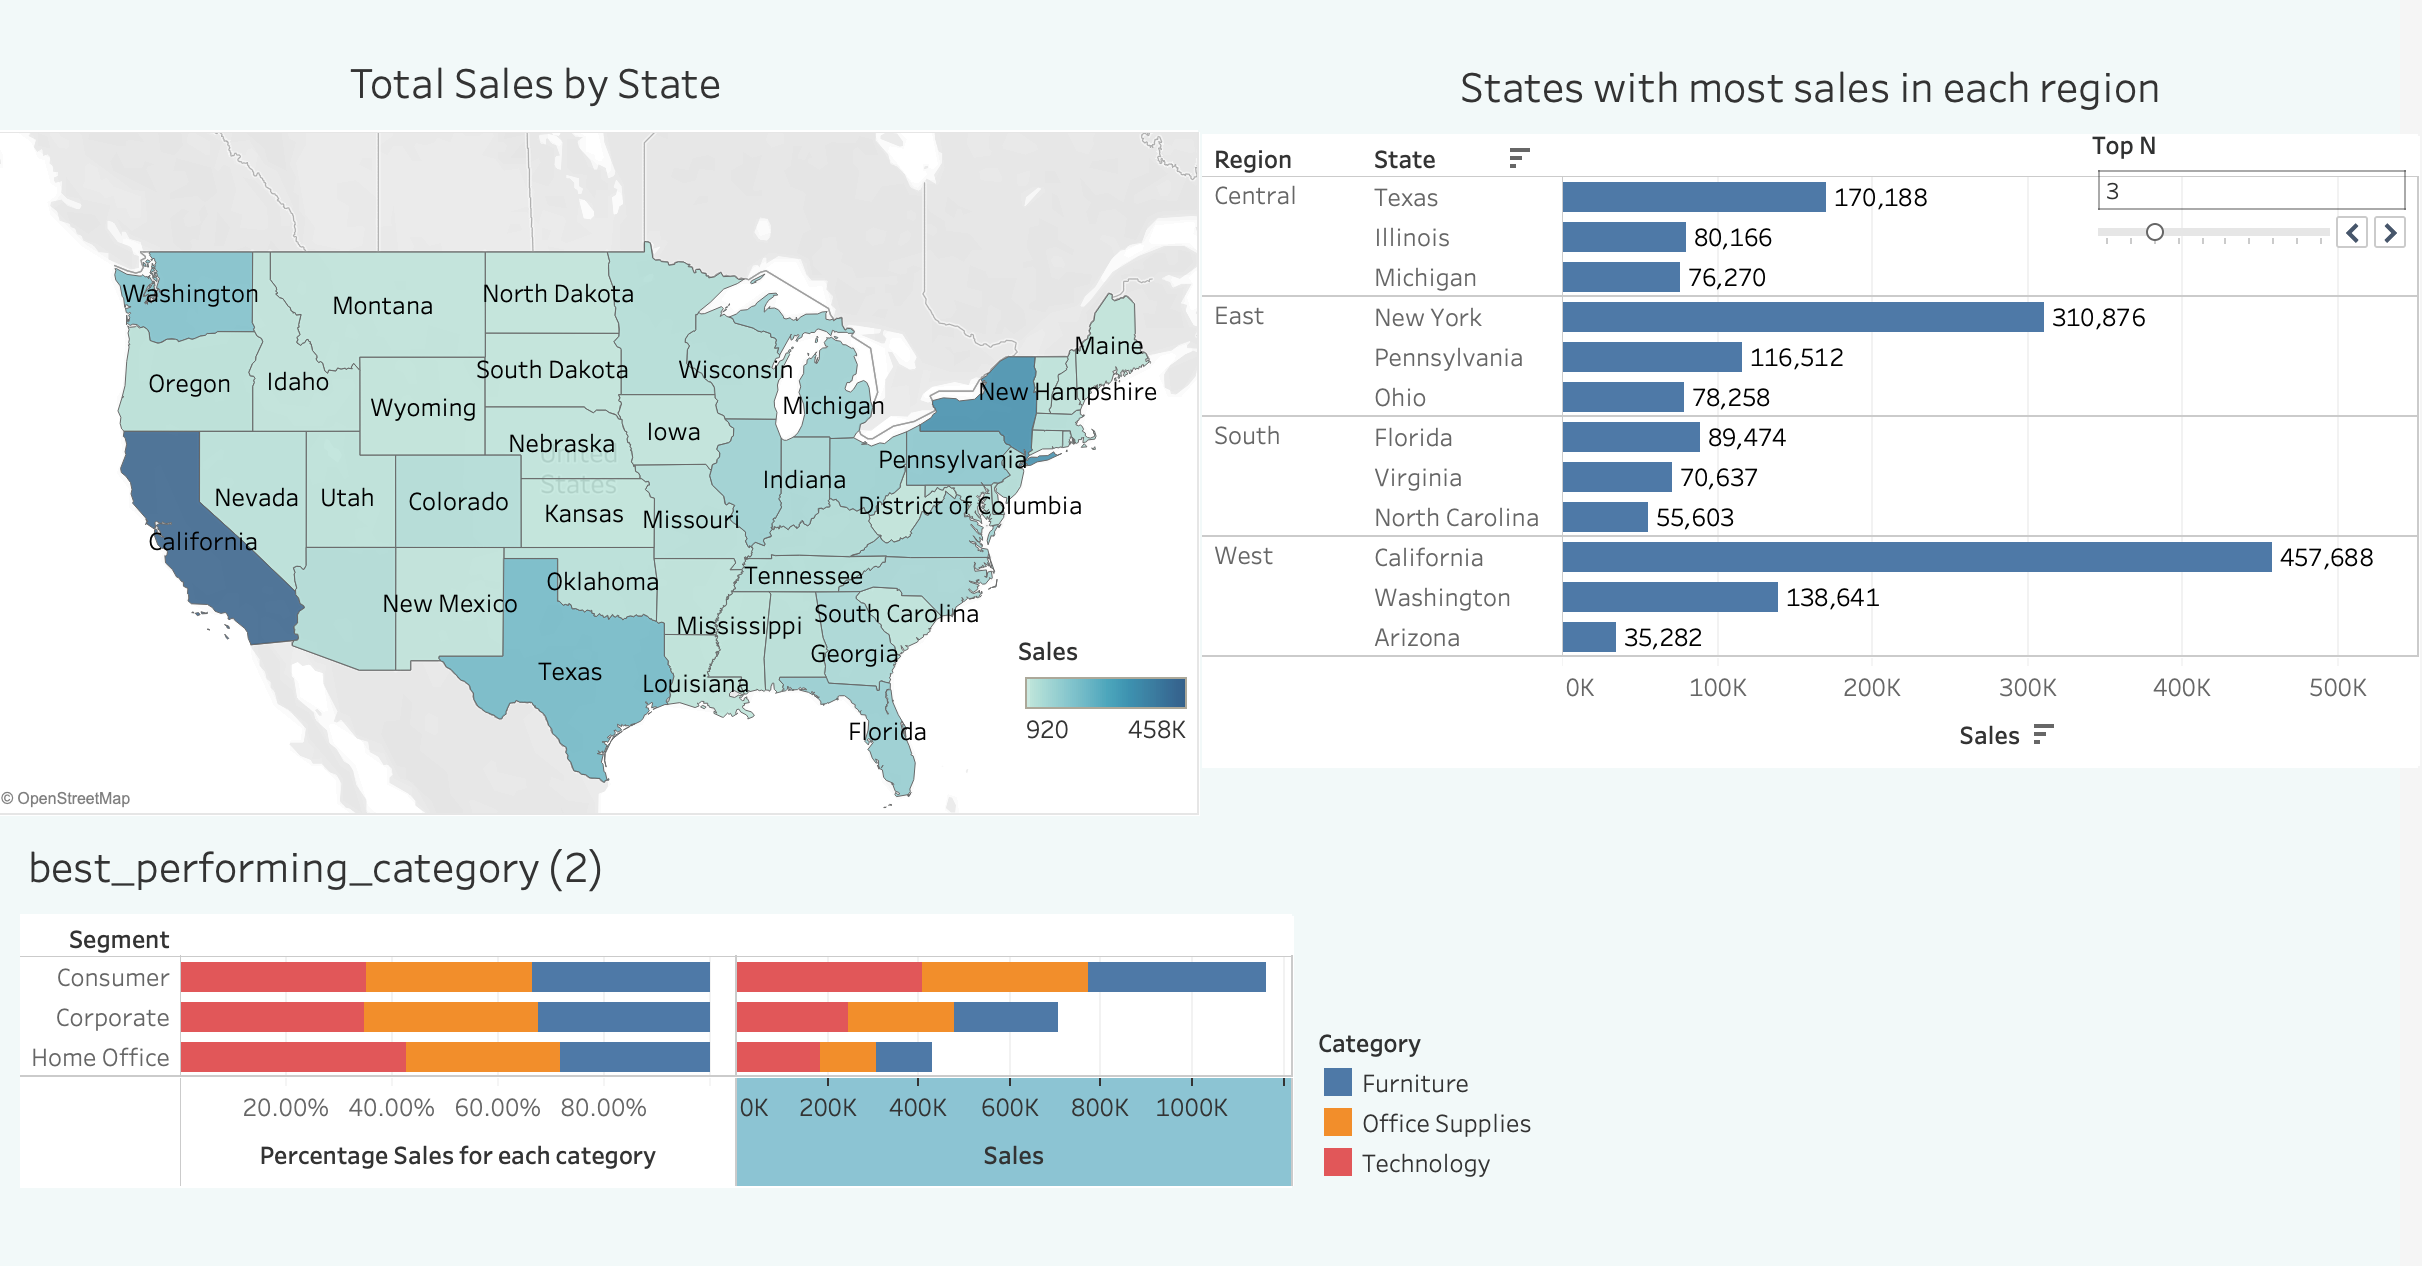 Total Sales by State
Washington
Montana
North Dakota
Maine
Oregon
Idaho
South Dakota
Wisconsin
New Hampshire
Wyoming
Michigan
Nebraska
Iowa
United
States
Pennsylvania
Nevada
Utah
Colorado
Kansas
Missouri
Indiana
District of Columbia
California
Oklahoma
Tennessee
New Mexico
Mississippi
South Carolina
Georgia
Texas
Louisiana
Florida
Sales
920 458K
© OpenStreetMap
States with most sales in each region
Top N
3
Region State
Central Texas 170,188
Illinois 80,166
Michigan 76,270
East New York 310,876
Pennsylvania 116,512
Ohio 78,258
South Florida 89,474
Virginia 70,637
North Carolina 55,603
West California 457,688
Washington 138,641
Arizona 35,282
0K 100K 200K 300K 400K 500K
Sales
best_performing_category (2)
Segment
Consumer
Corporate
Home Office
20.00% 40.00% 60.00% 80.00%
Percentage Sales for each category
0K 200K 400K 600K 800K 1000K
Sales
Category
Furniture
Office Supplies
Technology